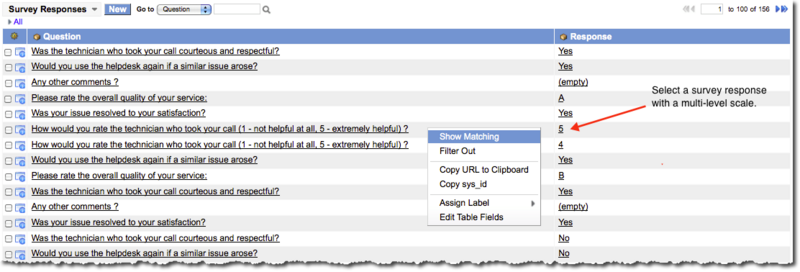 Survey Responses New Go to Question 1 to 100 of 156
All
Question Response
Was the technician who took your call courteous and respectful? Yes
Would you use the helpdesk again if a similar issue arose? Yes
Any other comments ? (empty)
Please rate the overall quality of your service: A
Select a survey response
with a multi-level scale.
Was your issue resolved to your satisfaction? Yes
How would you rate the technician who took your call (1 - not helpful at all, 5 - extremely helpful) ? 5
How would you rate the technician who took your call (1 - not helpful at all, 5 - extremely helpful) ? 4
Would you use the helpdesk again if a similar issue arose? Yes
Please rate the overall quality of your service: B
Was the technician who took your call courteous and respectful? Yes
Any other comments ? (empty)
Was your issue resolved to your satisfaction? Yes
Was the technician who took your call courteous and respectful? No
Would you use the helpdesk again if a similar issue arose? No
Show Matching
Filter Out
Copy URL to Clipboard
Copy sys_id
Assign Label
Edit Table Fields